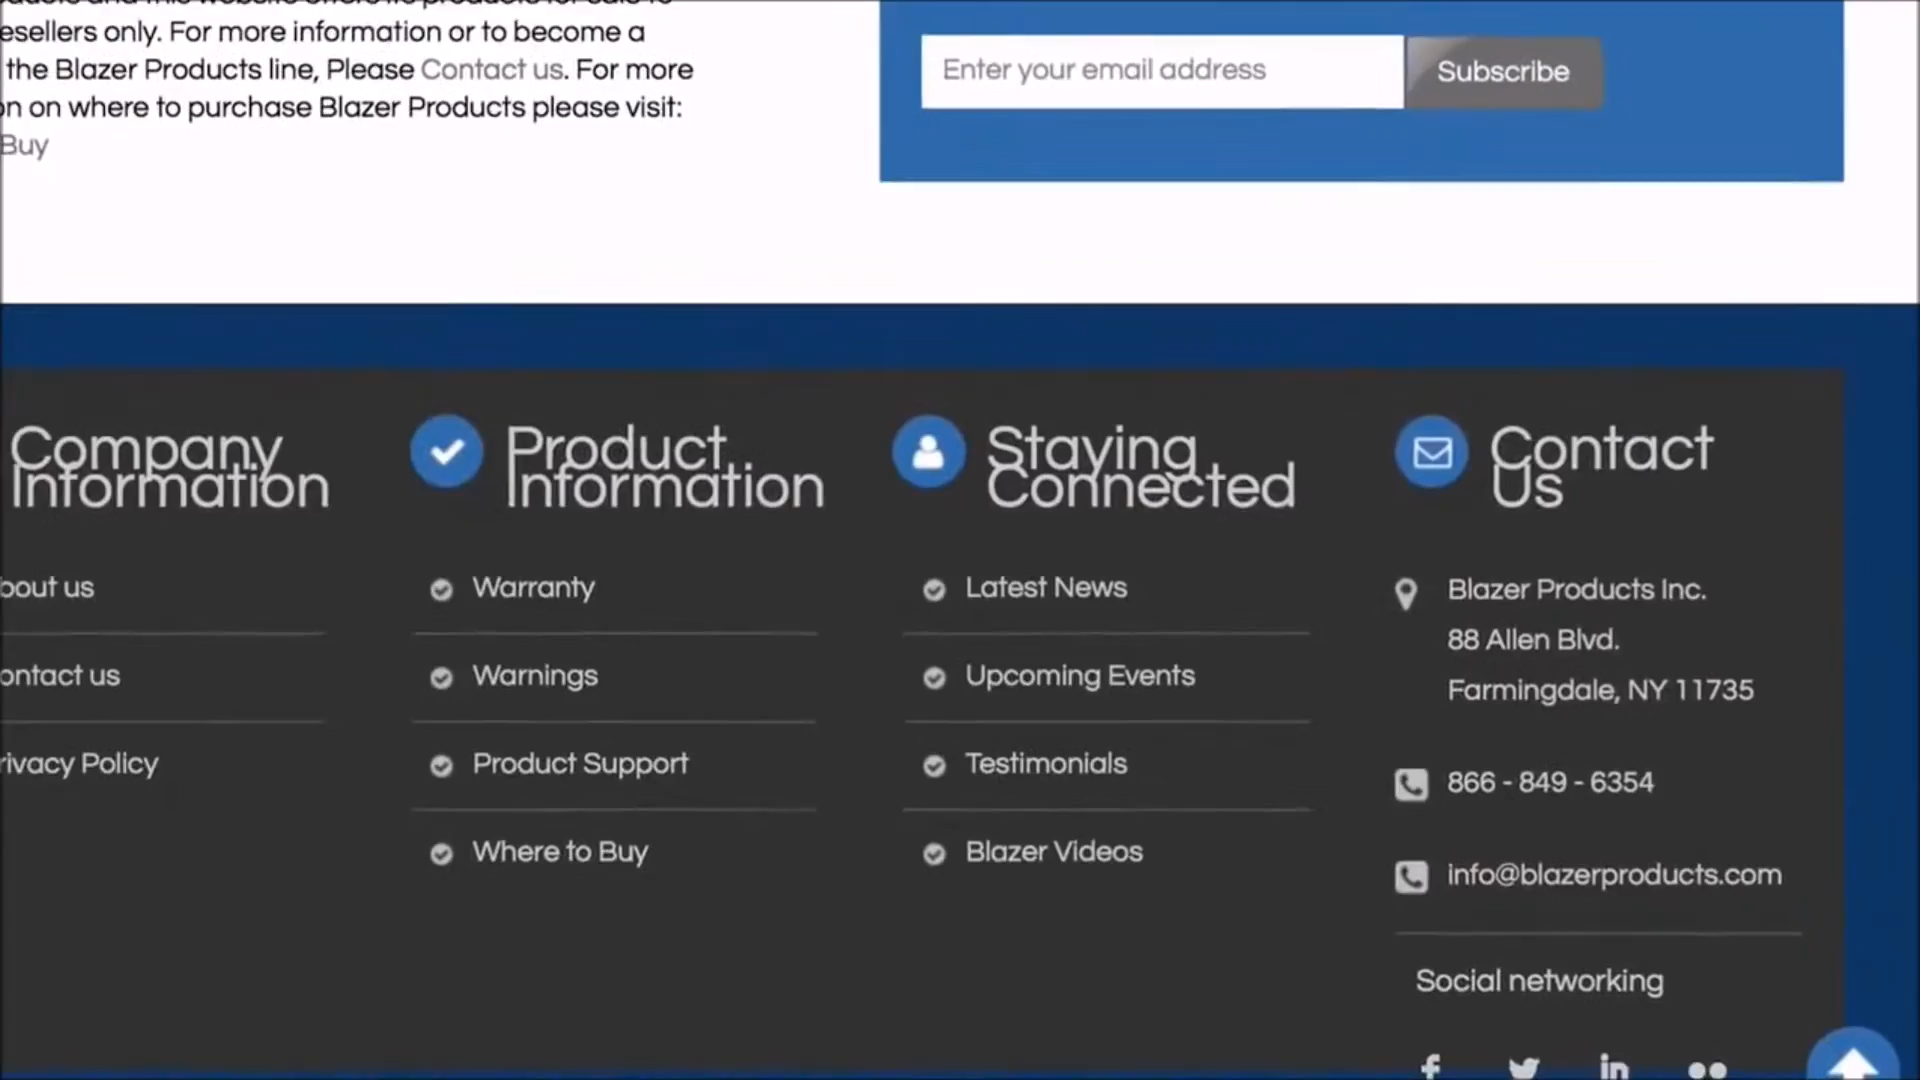 esellers only. For more information or to become a
the Blazer Products line, Please Contact us. For more
on on where to purchase Blazer Products please visit:
Buy
Enter your email address
Subscribe
Company
Information
bout us
ontact us
rivacy Policy
Product
Information
Warranty
Warnings
Product Support
Where to Buy
Staying
Connected
Latest News
Upcoming Events
Testimonials
Blazer Videos
Contact
Us
Blazer Products Inc.
88 Allen Blvd.
Farmingdale, NY 11735
866 - 849 - 6354
info@blazerproducts.com
Social networking